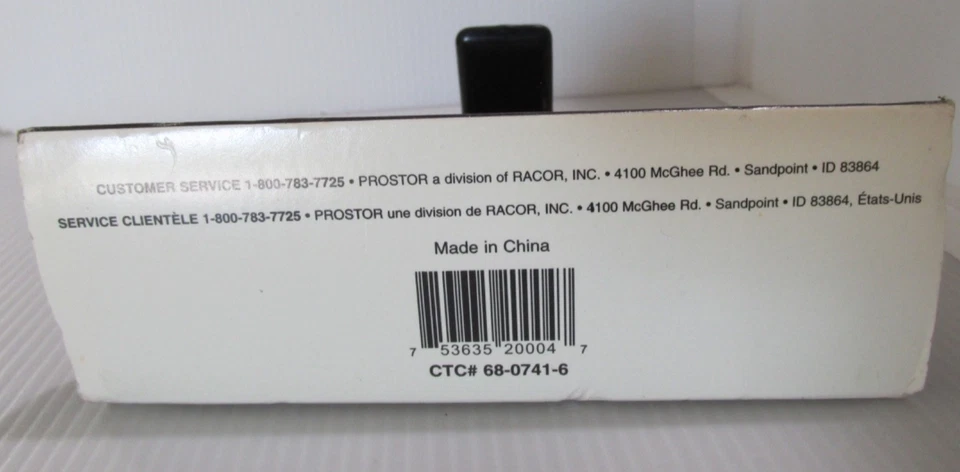 CUSTOMER SERVICE 1-800-783-7725 • PROSTOR a division of RACOR, INC. • 4100 McGhee Rd. • Sandpoint • ID 83864
SERVICE CLIENTÈLE 1-800-783-7725 • PROSTOR une division de RACOR, INC. • 4100 McGhee Rd. • Sandpoint • ID 83864, États-Unis
Made in China
7 53635 20004 7
CTC# 68-0741-6